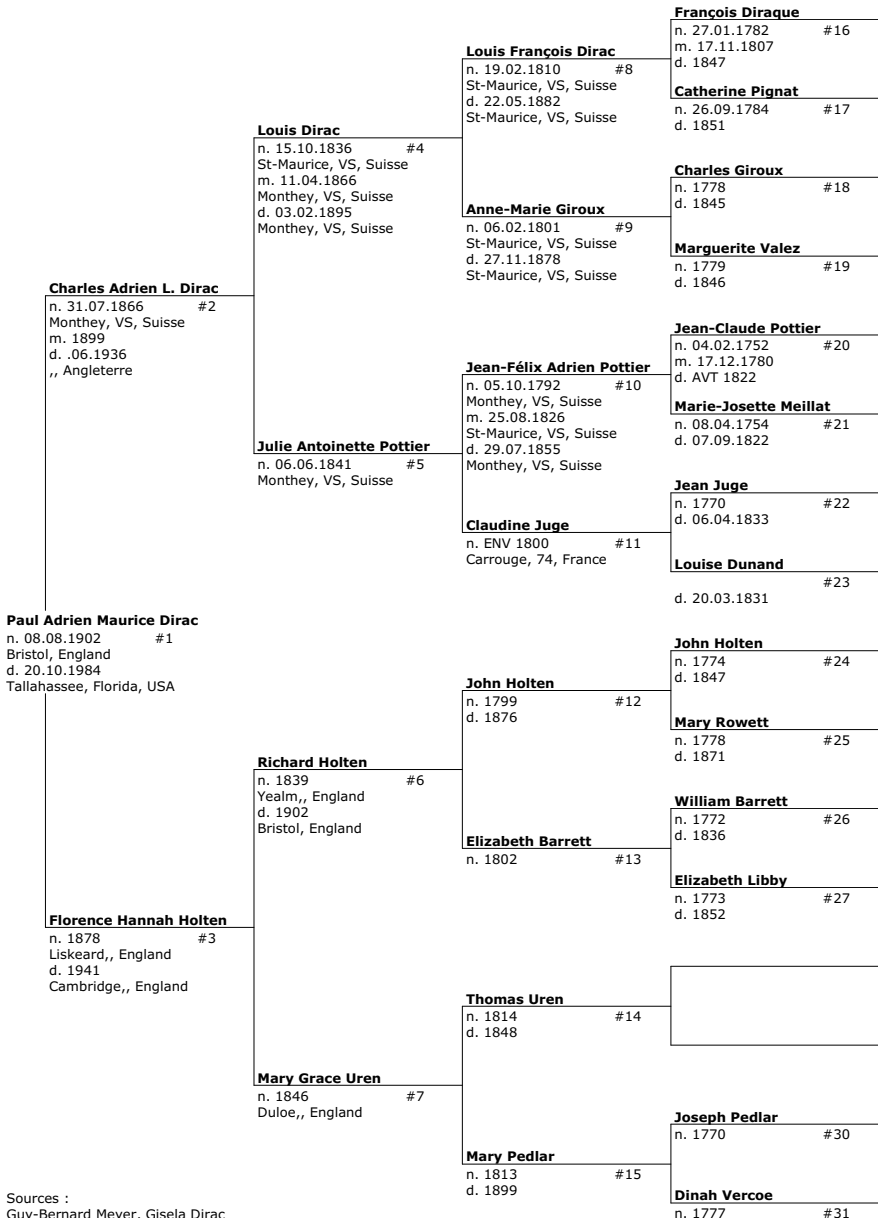 François Diraque
n. 27.01.1782 #16
m. 17.11.1807
d. 1847
Louis François Dirac
n. 19.02.1810 #8
St-Maurice, VS, Suisse
d. 22.05.1882
St-Maurice, VS, Suisse
Catherine Pignat
n. 26.09.1784 #17
d. 1851
Louis Dirac
n. 15.10.1836 #4
St-Maurice, VS, Suisse
m. 11.04.1866
Monthey, VS, Suisse
d. 03.02.1895
Monthey, VS, Suisse
Charles Giroux
n. 1778 #18
d. 1845
Anne-Marie Giroux
n. 06.02.1801 #9
St-Maurice, VS, Suisse
d. 27.11.1878
St-Maurice, VS, Suisse
Marguerite Valez
n. 1779 #19
d. 1846
Charles Adrien L. Dirac
n. 31.07.1866 #2
Monthey, VS, Suisse
m. 1899
d. .06.1936
,, Angleterre
Jean-Claude Pottier
n. 04.02.1752 #20
m. 17.12.1780
d. AVT 1822
Jean-Félix Adrien Pottier
n. 05.10.1792 #10
Monthey, VS, Suisse
m. 25.08.1826
St-Maurice, VS, Suisse
d. 29.07.1855
Monthey, VS, Suisse
Marie-Josette Meillat
n. 08.04.1754 #21
d. 07.09.1822
Julie Antoinette Pottier
n. 06.06.1841 #5
Monthey, VS, Suisse
Jean Juge
n. 1770 #22
d. 06.04.1833
Claudine Juge
n. ENV 1800 #11
Carrouge, 74, France
Louise Dunand
#23
d. 20.03.1831
Paul Adrien Maurice Dirac
n. 08.08.1902 #1
Bristol, England
d. 20.10.1984
Tallahassee, Florida, USA
John Holten
n. 1774 #24
d. 1847
John Holten
n. 1799 #12
d. 1876
Mary Rowett
n. 1778 #25
d. 1871
Richard Holten
n. 1839 #6
Yealm,, England
d. 1902
Bristol, England
William Barrett
n. 1772 #26
d. 1836
Elizabeth Barrett
n. 1802 #13
Elizabeth Libby
n. 1773 #27
d. 1852
Florence Hannah Holten
n. 1878 #3
Liskeard,, England
d. 1941
Cambridge,, England
Thomas Uren
n. 1814 #14
d. 1848
Mary Grace Uren
n. 1846 #7
Duloe,, England
Joseph Pedlar
n. 1770 #30
Mary Pedlar
n. 1813 #15
d. 1899
Dinah Vercoe
n. 1777 #31
Sources :
Guy-Bernard Meyer, Gisela Dirac